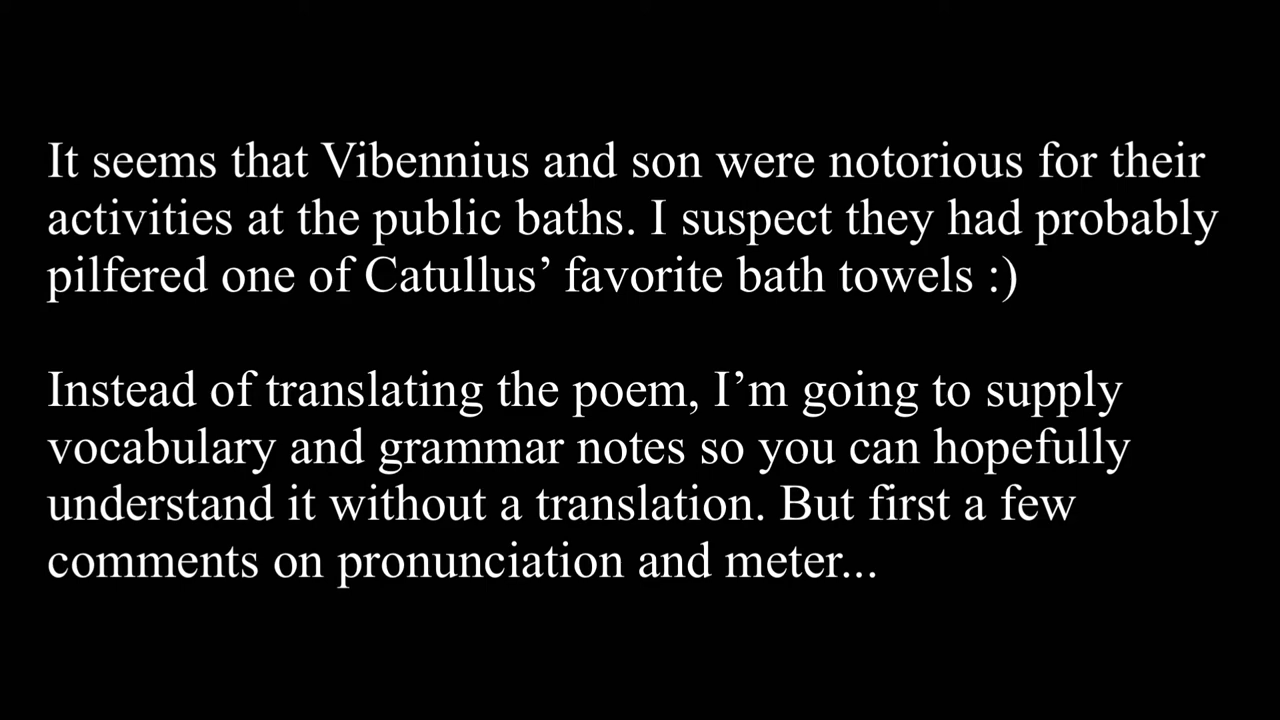 It seems that Vibennius and son were notorious for their
activities at the public baths. I suspect they had probably
pilfered one of Catullus’ favorite bath towels :)
Instead of translating the poem, I’m going to supply
vocabulary and grammar notes so you can hopefully
understand it without a translation. But first a few
comments on pronunciation and meter...